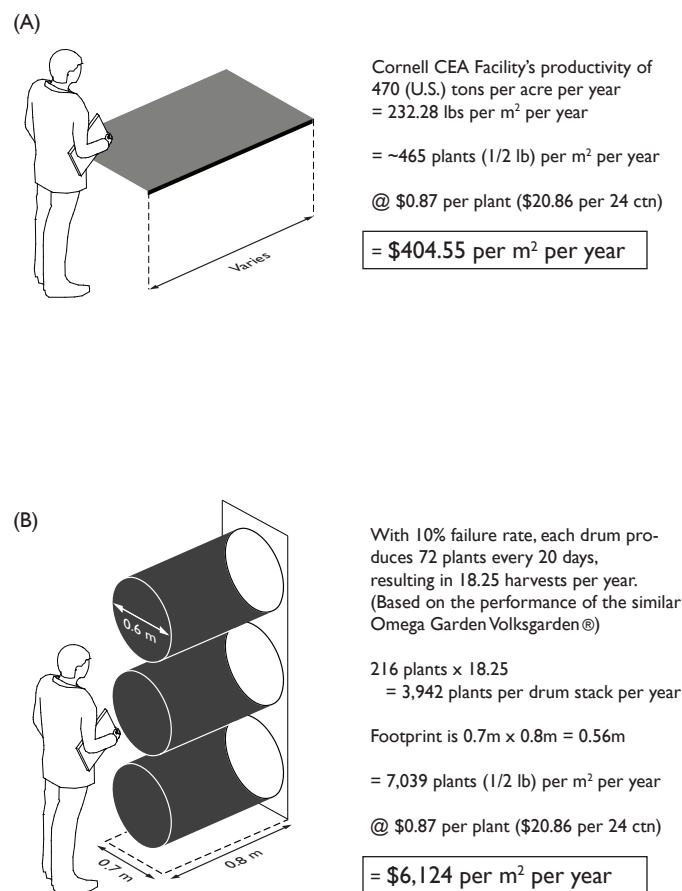 (A)
Cornell CEA Facility's productivity of
470 (U.S.) tons per acre per year
= 232.28 lbs per m² per year
= ~465 plants (1/2 lb) per m² per year
@ $0.87 per plant ($20.86 per 24 ctn)
= $404.55 per m² per year
Varies
(B)
With 10% failure rate, each drum pro-
duces 72 plants every 20 days,
resulting in 18.25 harvests per year.
(Based on the performance of the similar
Omega Garden Volksgarden®)
216 plants x 18.25
= 3,942 plants per drum stack per year
Footprint is 0.7m x 0.8m = 0.56m
= 7,039 plants (1/2 lb) per m² per year
@ $0.87 per plant ($20.86 per 24 ctn)
= $6,124 per m² per year
0.6 m
0.7 m
0.8 m